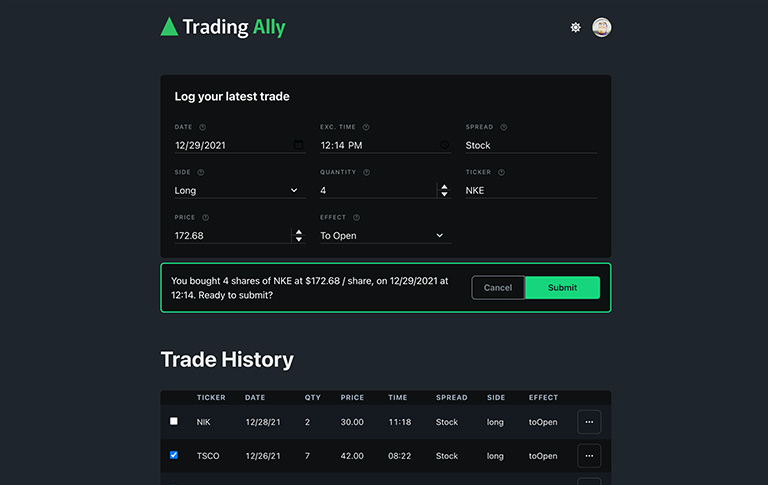 Trading Ally
Log your latest trade
DATE EXC. TIME SPREAD
12/29/2021 12:14 PM Stock
SIDE QUANTITY TICKER
Long 4 NKE
PRICE EFFECT
172.68 To Open
You bought 4 shares of NKE at $172.68 / share, on 12/29/2021 at
12:14. Ready to submit?
Cancel Submit
Trade History
TICKER DATE QTY PRICE TIME SPREAD SIDE EFFECT
NIK 12/28/21 2 30.00 11:18 Stock long toOpen ...
TSCO 12/26/21 7 42.00 08:22 Stock long toOpen ...